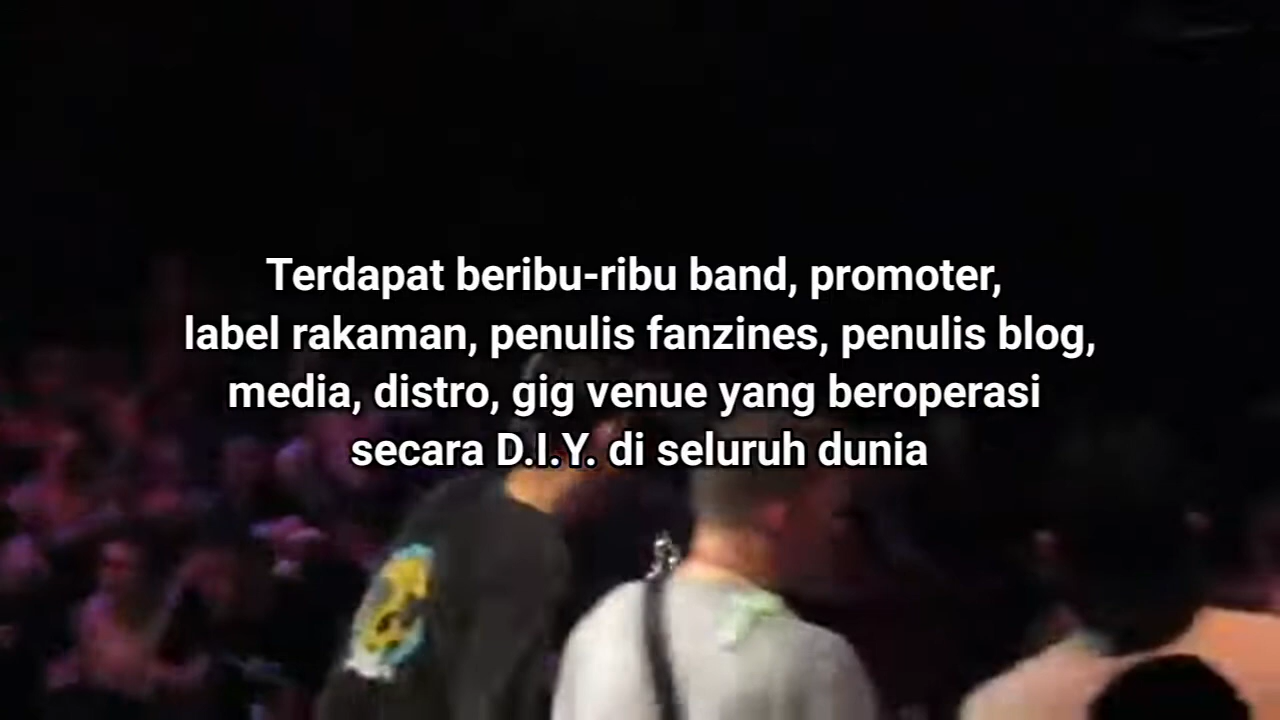 Terdapat beribu-ribu band, promoter,
label rakaman, penulis fanzines, penulis blog,
media, distro, gig venue yang beroperasi
secara D.I.Y. di seluruh dunia